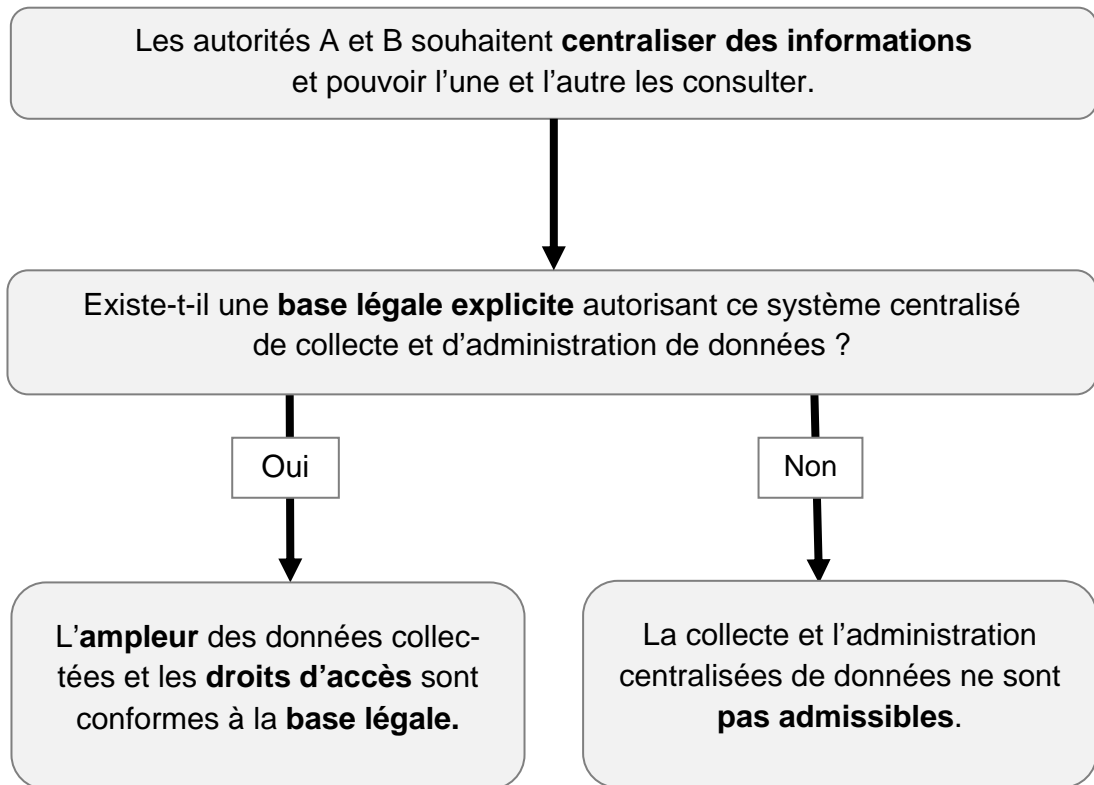 Les autorités A et B souhaitent centraliser des informations
et pouvoir l’une et l’autre les consulter.
Existe-t-il une base légale explicite autorisant ce système centralisé
de collecte et d’administration de données ?
Oui
Non
L’ampleur des données collec-
tées et les droits d’accès sont
conformes à la base légale.
La collecte et l’administration
centralisées de données ne sont
pas admissibles.